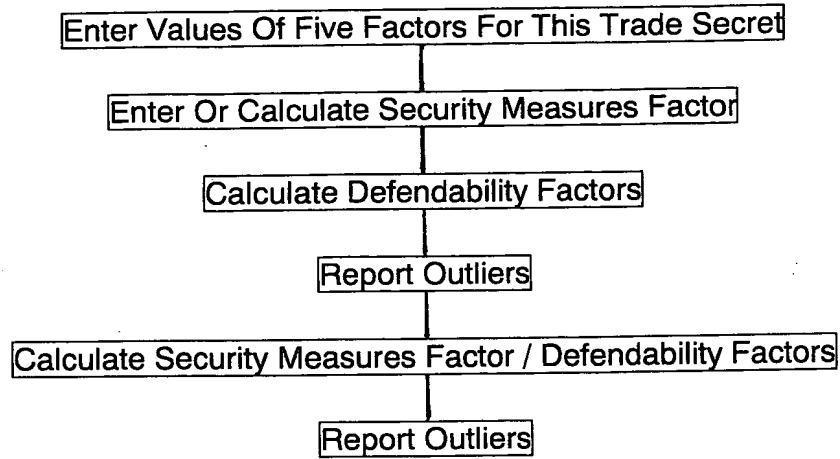 Enter Values Of Five Factors For This Trade Secret
Enter Or Calculate Security Measures Factor
Calculate Defendability Factors
Report Outliers
Calculate Security Measures Factor / Defendability Factors
Report Outliers